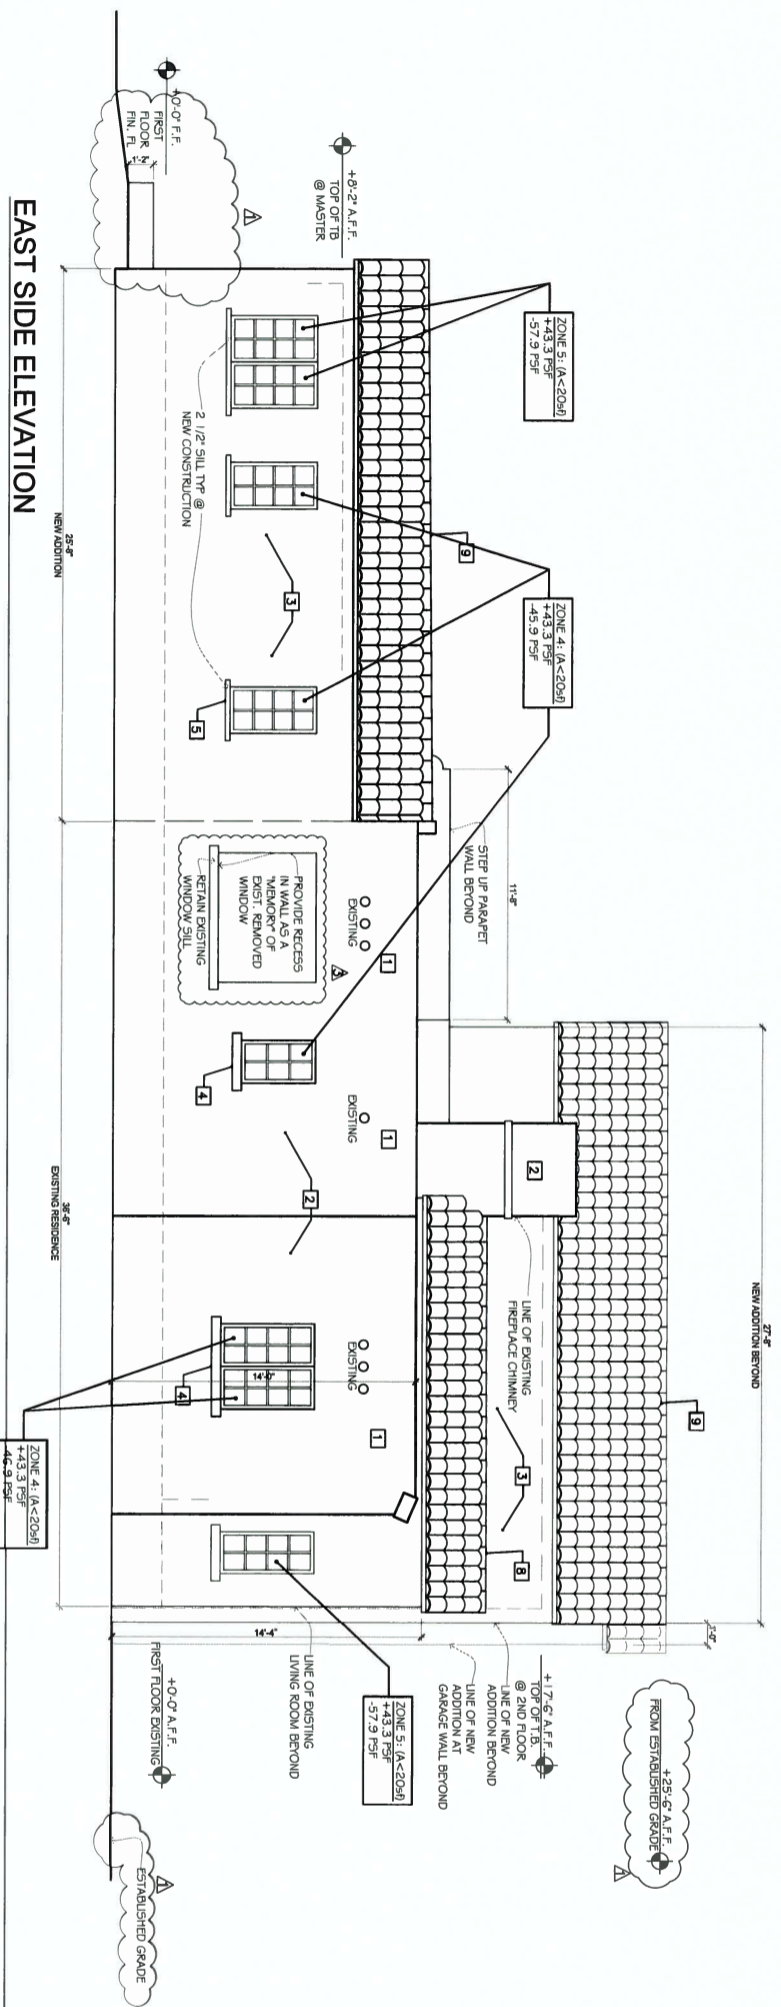 +0'-0" F.F.
FIRST
FLOOR
FIN. FL
1
+8'-2" A.F.F.
TOP OF TB
@ MASTER
ZONE 5: (A<20sf)
+43.3 PSF
-57.9 PSF
9
ZONE 4: (A<20sf)
+43.3 PSF
-45.9 PSF
2 1/2" SILL TYP @
NEW CONSTRUCTION
3
5
STEP UP PARAPET
WALL BEYOND
11'-8"
27'-8"
NEW ADDITION BEYOND
PROVIDE RECESS
IN WALL AS A
"MEMORY" OF
EXIST. REMOVED
WINDOW
RETAIN EXISTING
WINDOW SILL
3
EXISTING
1
4
EXISTING
1
2
2
LINE OF EXISTING
FIREPLACE CHIMNEY
EXISTING
1
14'-0"
4
3
8
9
ZONE 4: (A<20sf)
+43.3 PSF
ZONE 5: (A<20sf)
+43.3 PSF
-57.9 PSF
14'-4"
LINE OF EXISTING
LIVING ROOM BEYOND
LINE OF NEW
ADDITION AT
GARAGE WALL BEYOND
LINE OF NEW
ADDITION BEYOND
+17'-6" A.F.F.
TOP OF T.B.
@ 2ND FLOOR
+25'-6" A.F.F.
FROM ESTABLISHED GRADE
1
+0'-0" A.F.F.
FIRST FLOOR EXISTING
ESTABLISHED GRADE
1
25'-8"
NEW ADDITION
EXISTING RESIDENCE
EAST SIDE ELEVATION